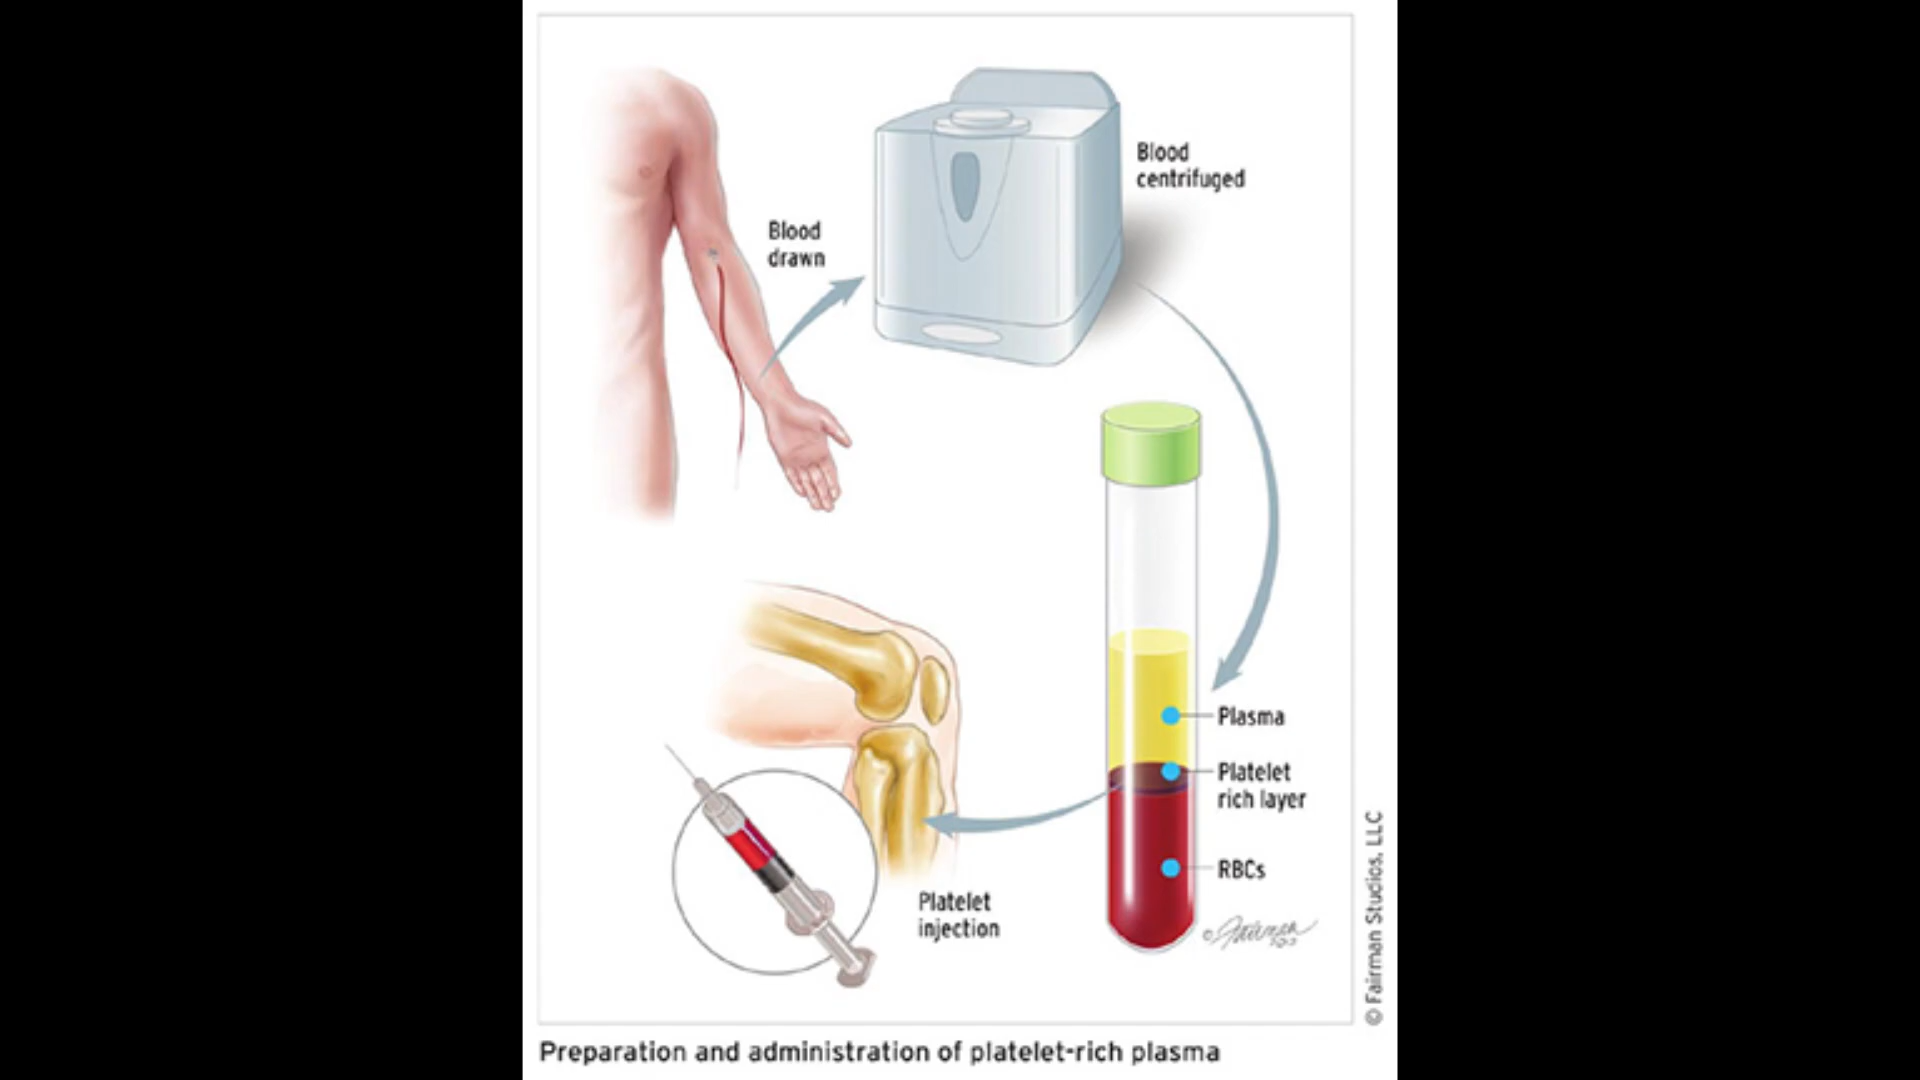 Blood
drawn
Blood
centrifuged
Plasma
Platelet
rich layer
RBCs
Platelet
injection
© Fairman
© Fairman Studios, LLC
Preparation and administration of platelet-rich plasma